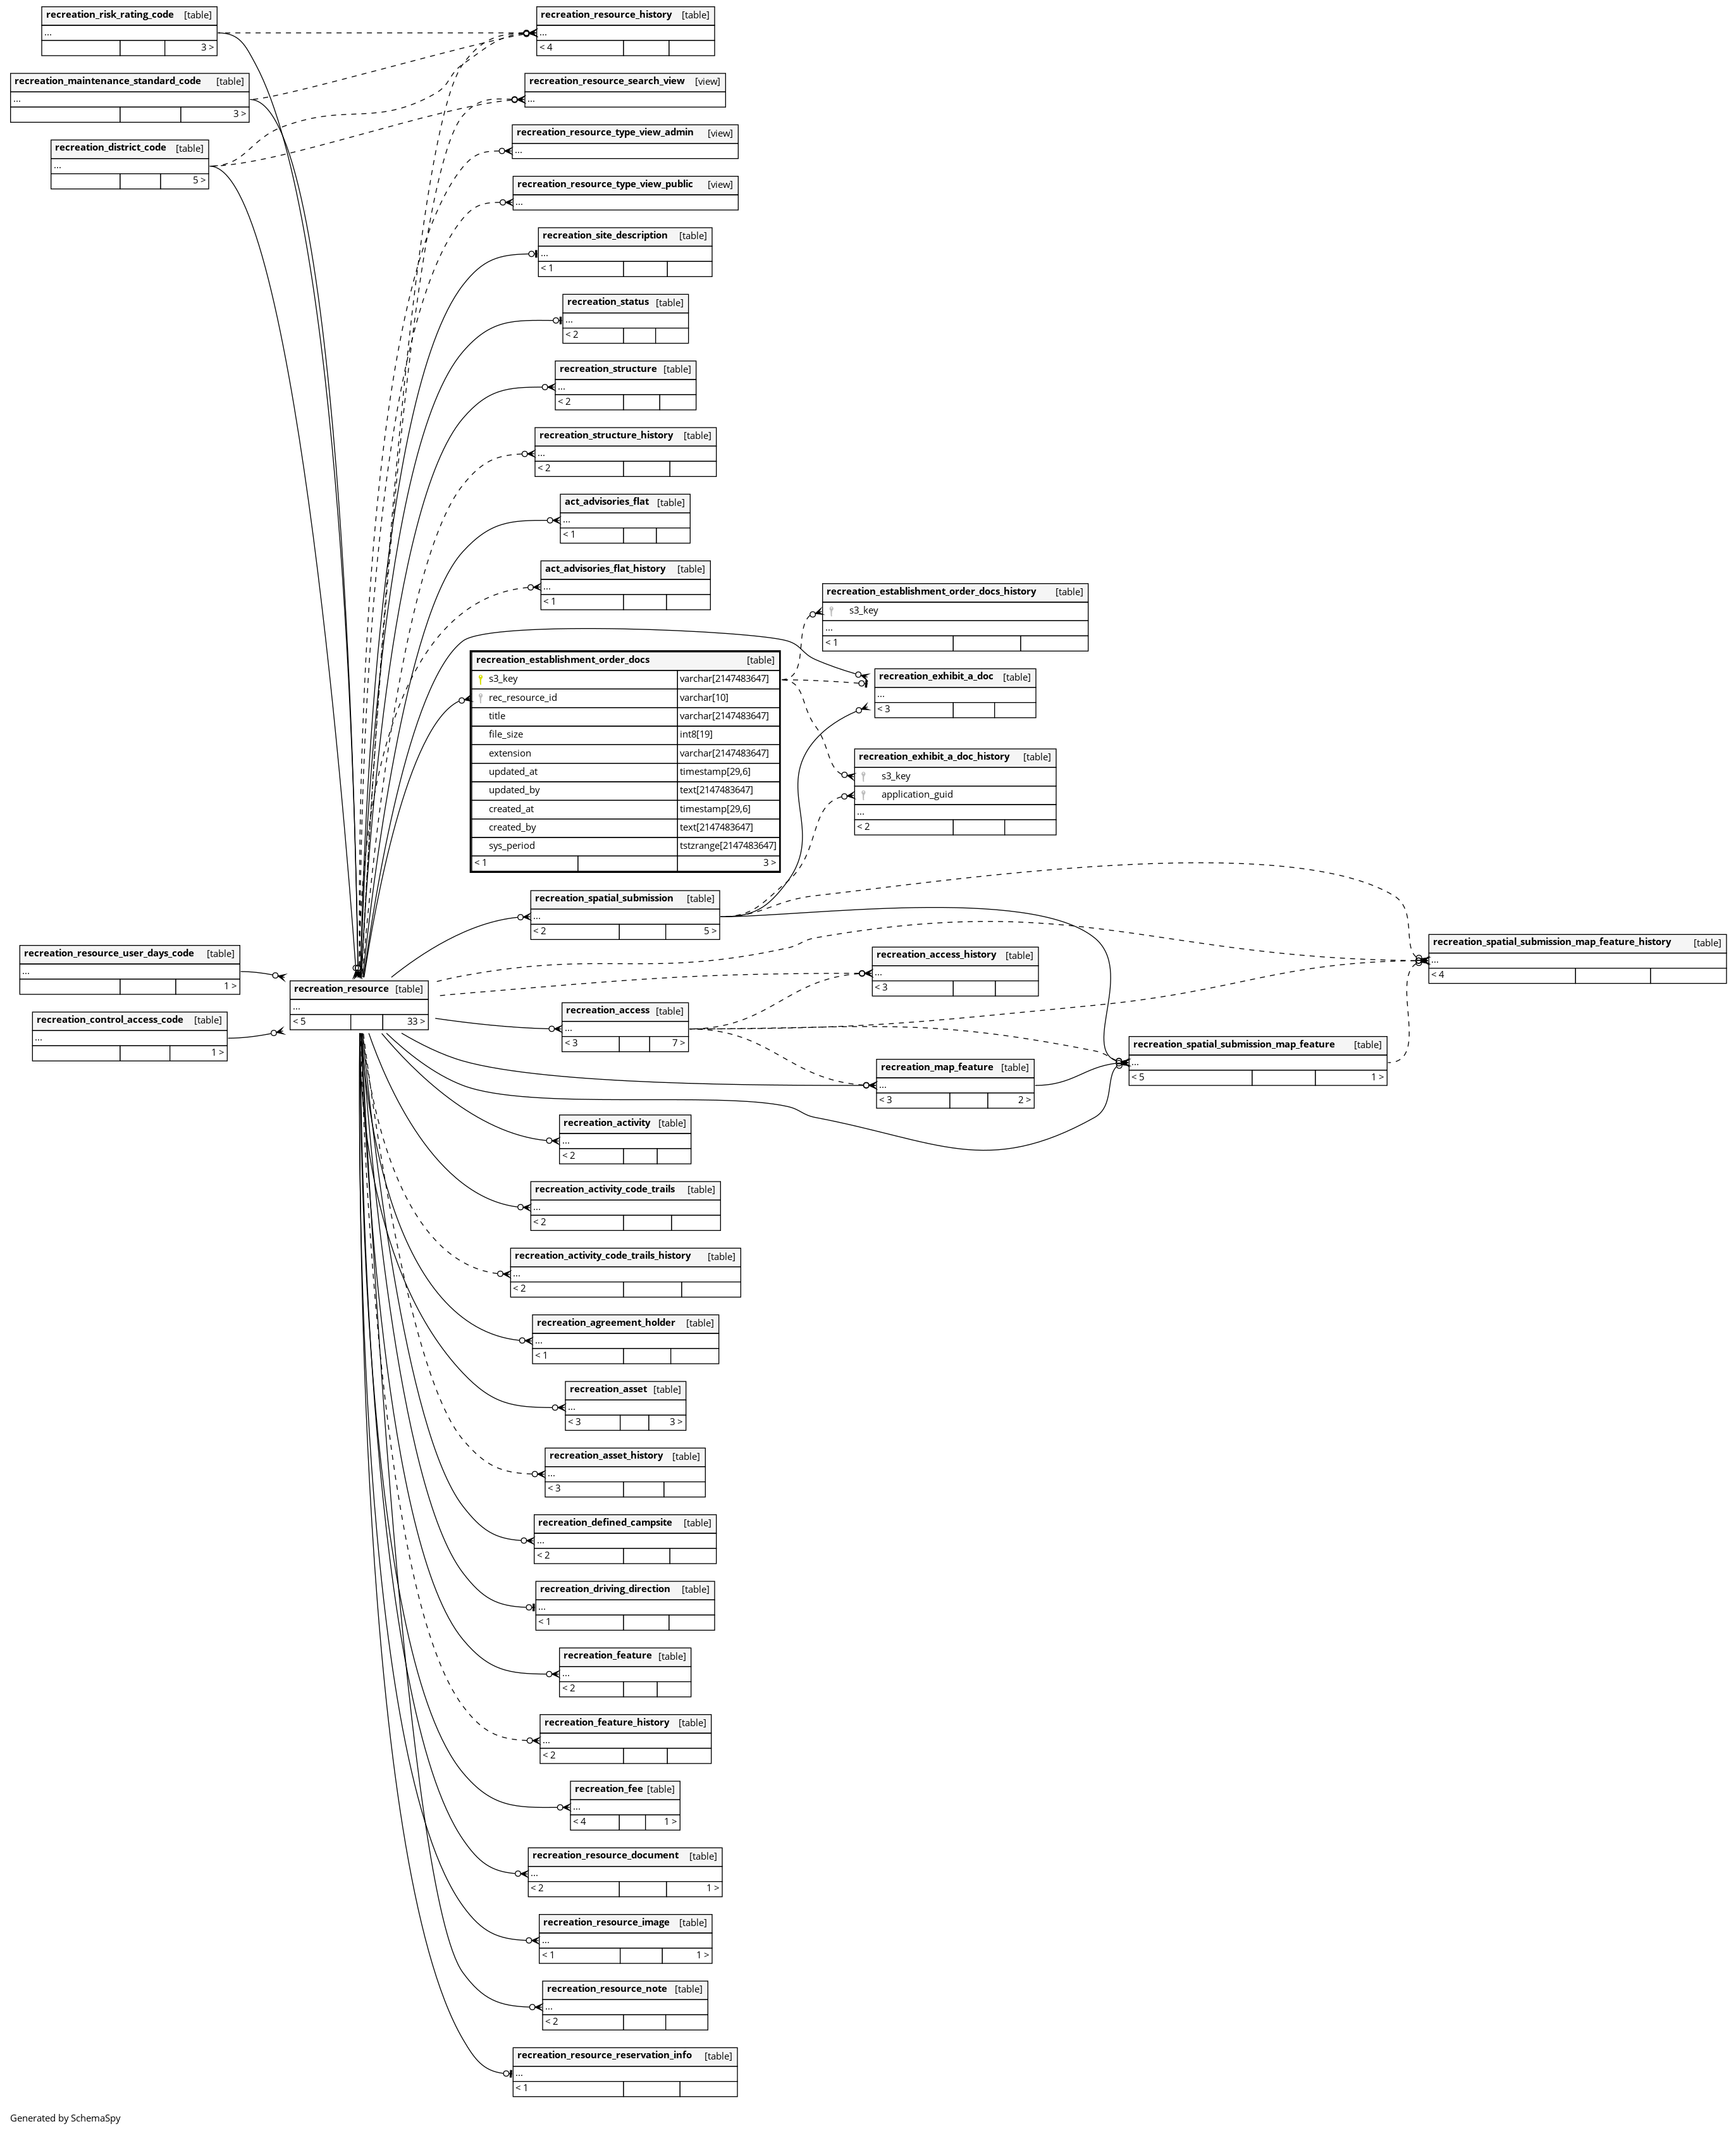 recreation_risk_rating_code [table]
...
3 >
recreation_maintenance_standard_code [table]
...
3 >
recreation_district_code [table]
...
5 >
recreation_resource_history [table]
...
< 4
recreation_resource_search_view [view]
...
recreation_resource_type_view_admin [view]
...
recreation_resource_type_view_public [view]
...
recreation_site_description [table]
...
< 1
recreation_status [table]
...
< 2
recreation_structure [table]
...
< 2
recreation_structure_history [table]
...
< 2
act_advisories_flat [table]
...
< 1
act_advisories_flat_history [table]
...
< 1
recreation_establishment_order_docs [table]
s3_key varchar[2147483647]
rec_resource_id varchar[10]
title varchar[2147483647]
file_size int8[19]
extension varchar[2147483647]
updated_at timestamp[29,6]
updated_by text[2147483647]
created_at timestamp[29,6]
created_by text[2147483647]
sys_period tstzrange[2147483647]
< 1 3 >
recreation_establishment_order_docs_history [table]
s3_key
...
< 1
recreation_exhibit_a_doc [table]
...
< 3
recreation_exhibit_a_doc_history [table]
s3_key
application_guid
...
< 2
recreation_spatial_submission [table]
...
< 2 5 >
recreation_resource_user_days_code [table]
...
1 >
recreation_control_access_code [table]
...
1 >
recreation_resource [table]
...
< 5 33 >
recreation_access_history [table]
...
< 3
recreation_access [table]
...
< 3 7 >
recreation_map_feature [table]
...
< 3 2 >
recreation_spatial_submission_map_feature [table]
...
< 5 1 >
recreation_spatial_submission_map_feature_history [table]
...
< 4
recreation_activity [table]
...
< 2
recreation_activity_code_trails [table]
...
< 2
recreation_activity_code_trails_history [table]
...
< 2
recreation_agreement_holder [table]
...
< 1
recreation_asset [table]
...
< 3 3 >
recreation_asset_history [table]
...
< 3
recreation_defined_campsite [table]
...
< 2
recreation_driving_direction [table]
...
< 1
recreation_feature [table]
...
< 2
recreation_feature_history [table]
...
< 2
recreation_fee [table]
...
< 4 1 >
recreation_resource_document [table]
...
< 2 1 >
recreation_resource_image [table]
...
< 1 1 >
recreation_resource_note [table]
...
< 2
recreation_resource_reservation_info [table]
...
< 1
Generated by SchemaSpy